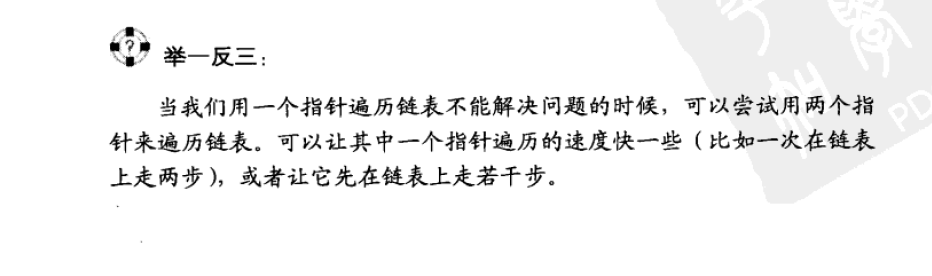 举一反三：
当我们用一个指针遍历链表不能解决问题的时候，可以尝试用两个指
针来遍历链表。可以让其中一个指针遍历的速度快一些（比如一次在链表
上走两步），或者让它先在链表上走若干步。
PD